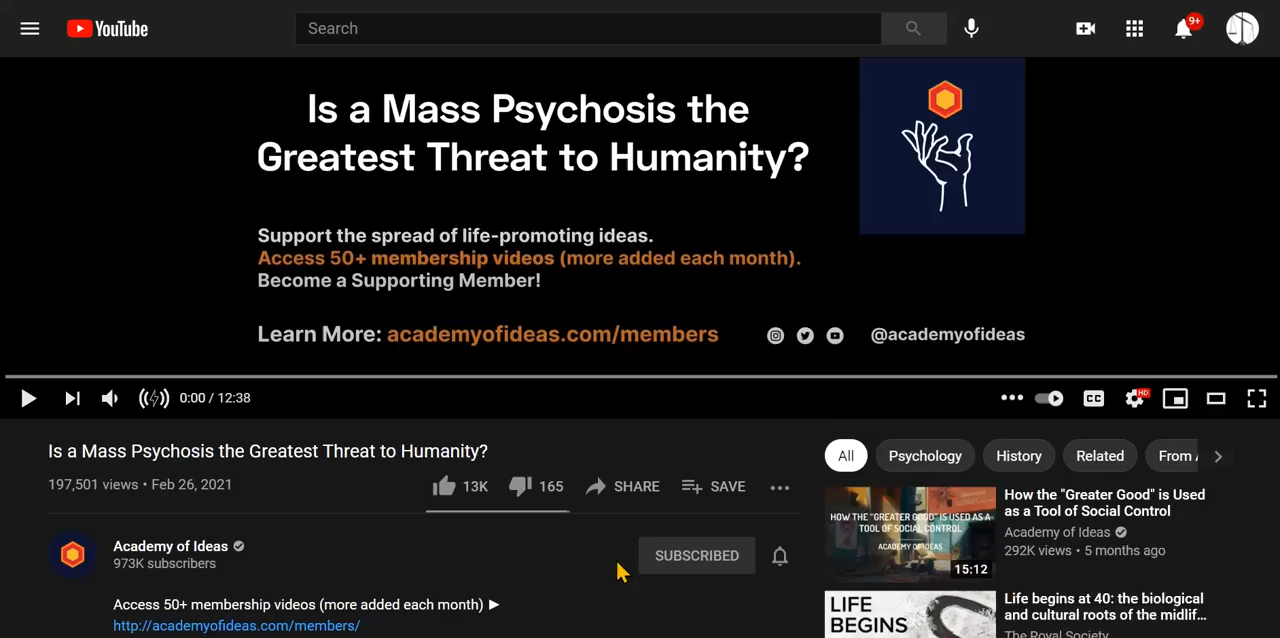 YouTube
Search
9+
Is a Mass Psychosis the
Greatest Threat to Humanity?
Support the spread of life-promoting ideas.
Access 50+ membership videos (more added each month).
Become a Supporting Member!
Learn More: academyofideas.com/members
@academyofideas
0:00 / 12:38
CC
HD
Is a Mass Psychosis the Greatest Threat to Humanity?
197,501 views • Feb 26, 2021
13K
165
SHARE
SAVE
Academy of Ideas
973K subscribers
SUBSCRIBED
Access 50+ membership videos (more added each month) ▶
http://academyofideas.com/members/
All
Psychology
History
Related
From
HOW THE "GREATER GOOD" IS USED AS A
TOOL OF SOCIAL CONTROL
ACADEMY OF IDEAS
15:12
How the "Greater Good" is Used
as a Tool of Social Control
Academy of Ideas
292K views • 5 months ago
LIFE
BEGINS
Life begins at 40: the biological
and cultural roots of the midlif...
The Royal Society